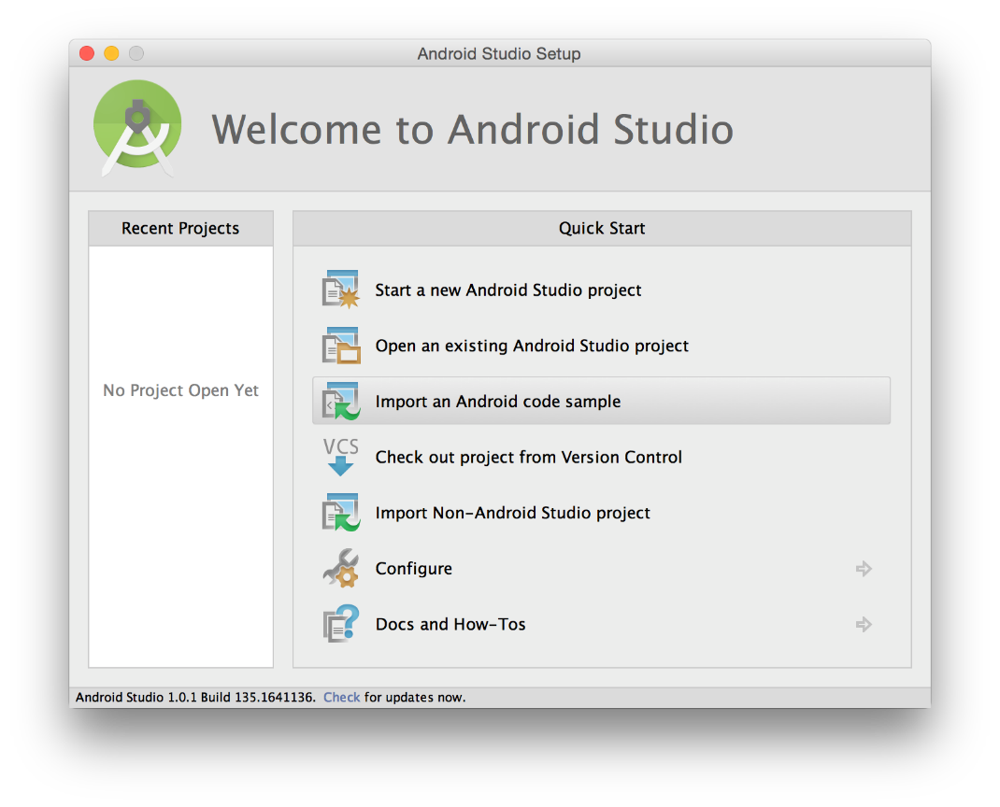 Android Studio Setup
Welcome to Android Studio
Recent Projects
No Project Open Yet
Quick Start
Start a new Android Studio project
Open an existing Android Studio project
Import an Android code sample
VCS
Check out project from Version Control
Import Non-Android Studio project
Configure
Docs and How-Tos
Android Studio 1.0.1 Build 135.1641136. Check for updates now.